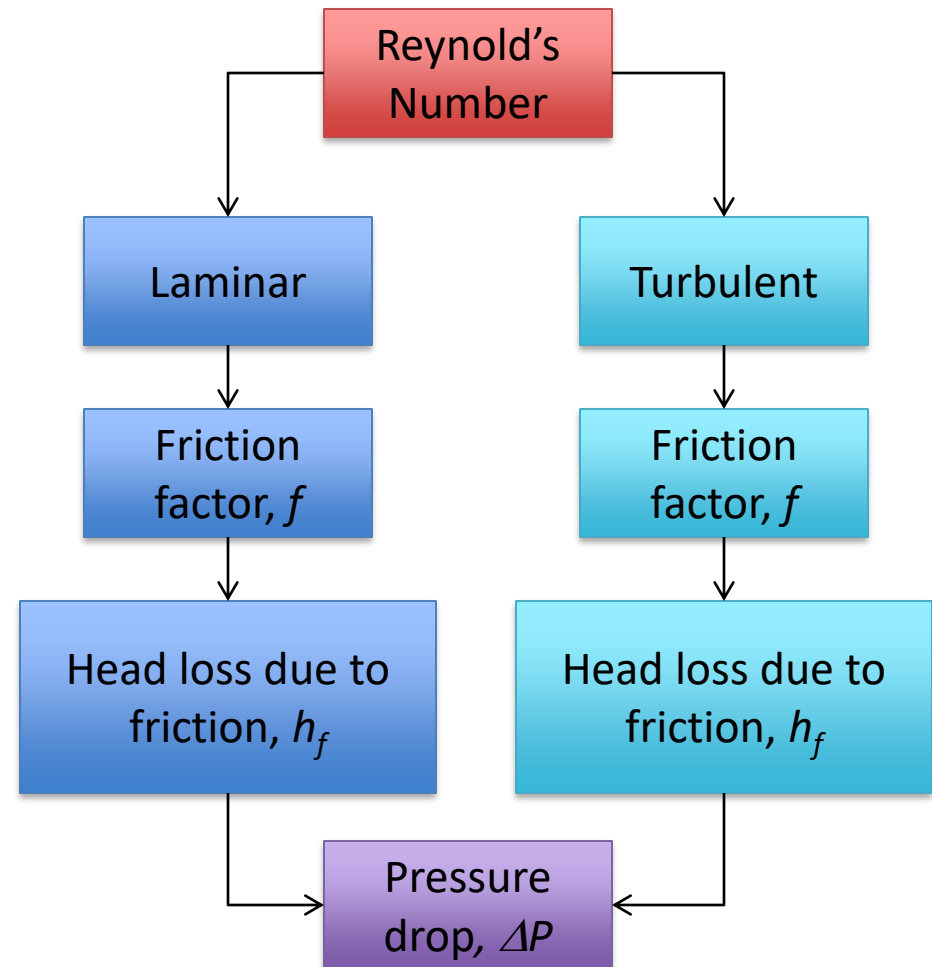 Reynold’s
Number
Laminar
Turbulent
Friction
factor, f
Friction
factor, f
Head loss due to
friction, hf
Head loss due to
friction, hf
Pressure
drop, ΔP